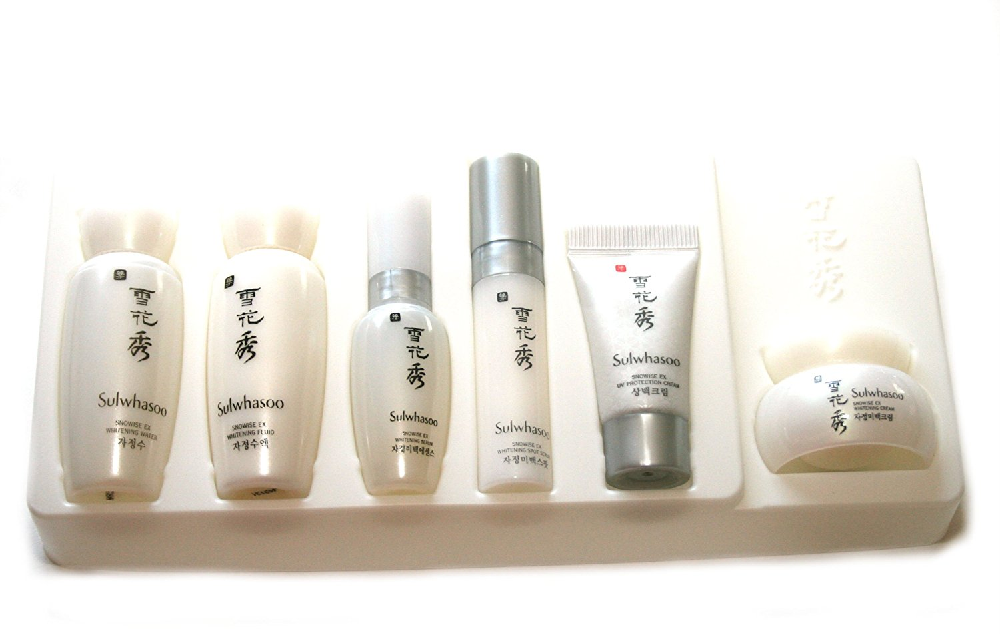 雪花秀
Sulwhasoo
SNOWISE EX
WHITENING WATER
자정수
雪花秀
Sulwhasoo
SNOWISE EX
WHITENING FLUID
자정수액
雪花秀
Sulwhasoo
SNOWISE EX
WHITENING SERUM
자정미백에센스
雪花秀
Sulwhasoo
SNOWISE EX
WHITENING SPOT SERUM
자정미백스팟
雪花秀
Sulwhasoo
SNOWISE EX
UV PROTECTION CREAM
상백크림
雪花秀
雪花秀
Sulwhasoo
SNOWISE EX
WHITENING CREAM
자정미백크림